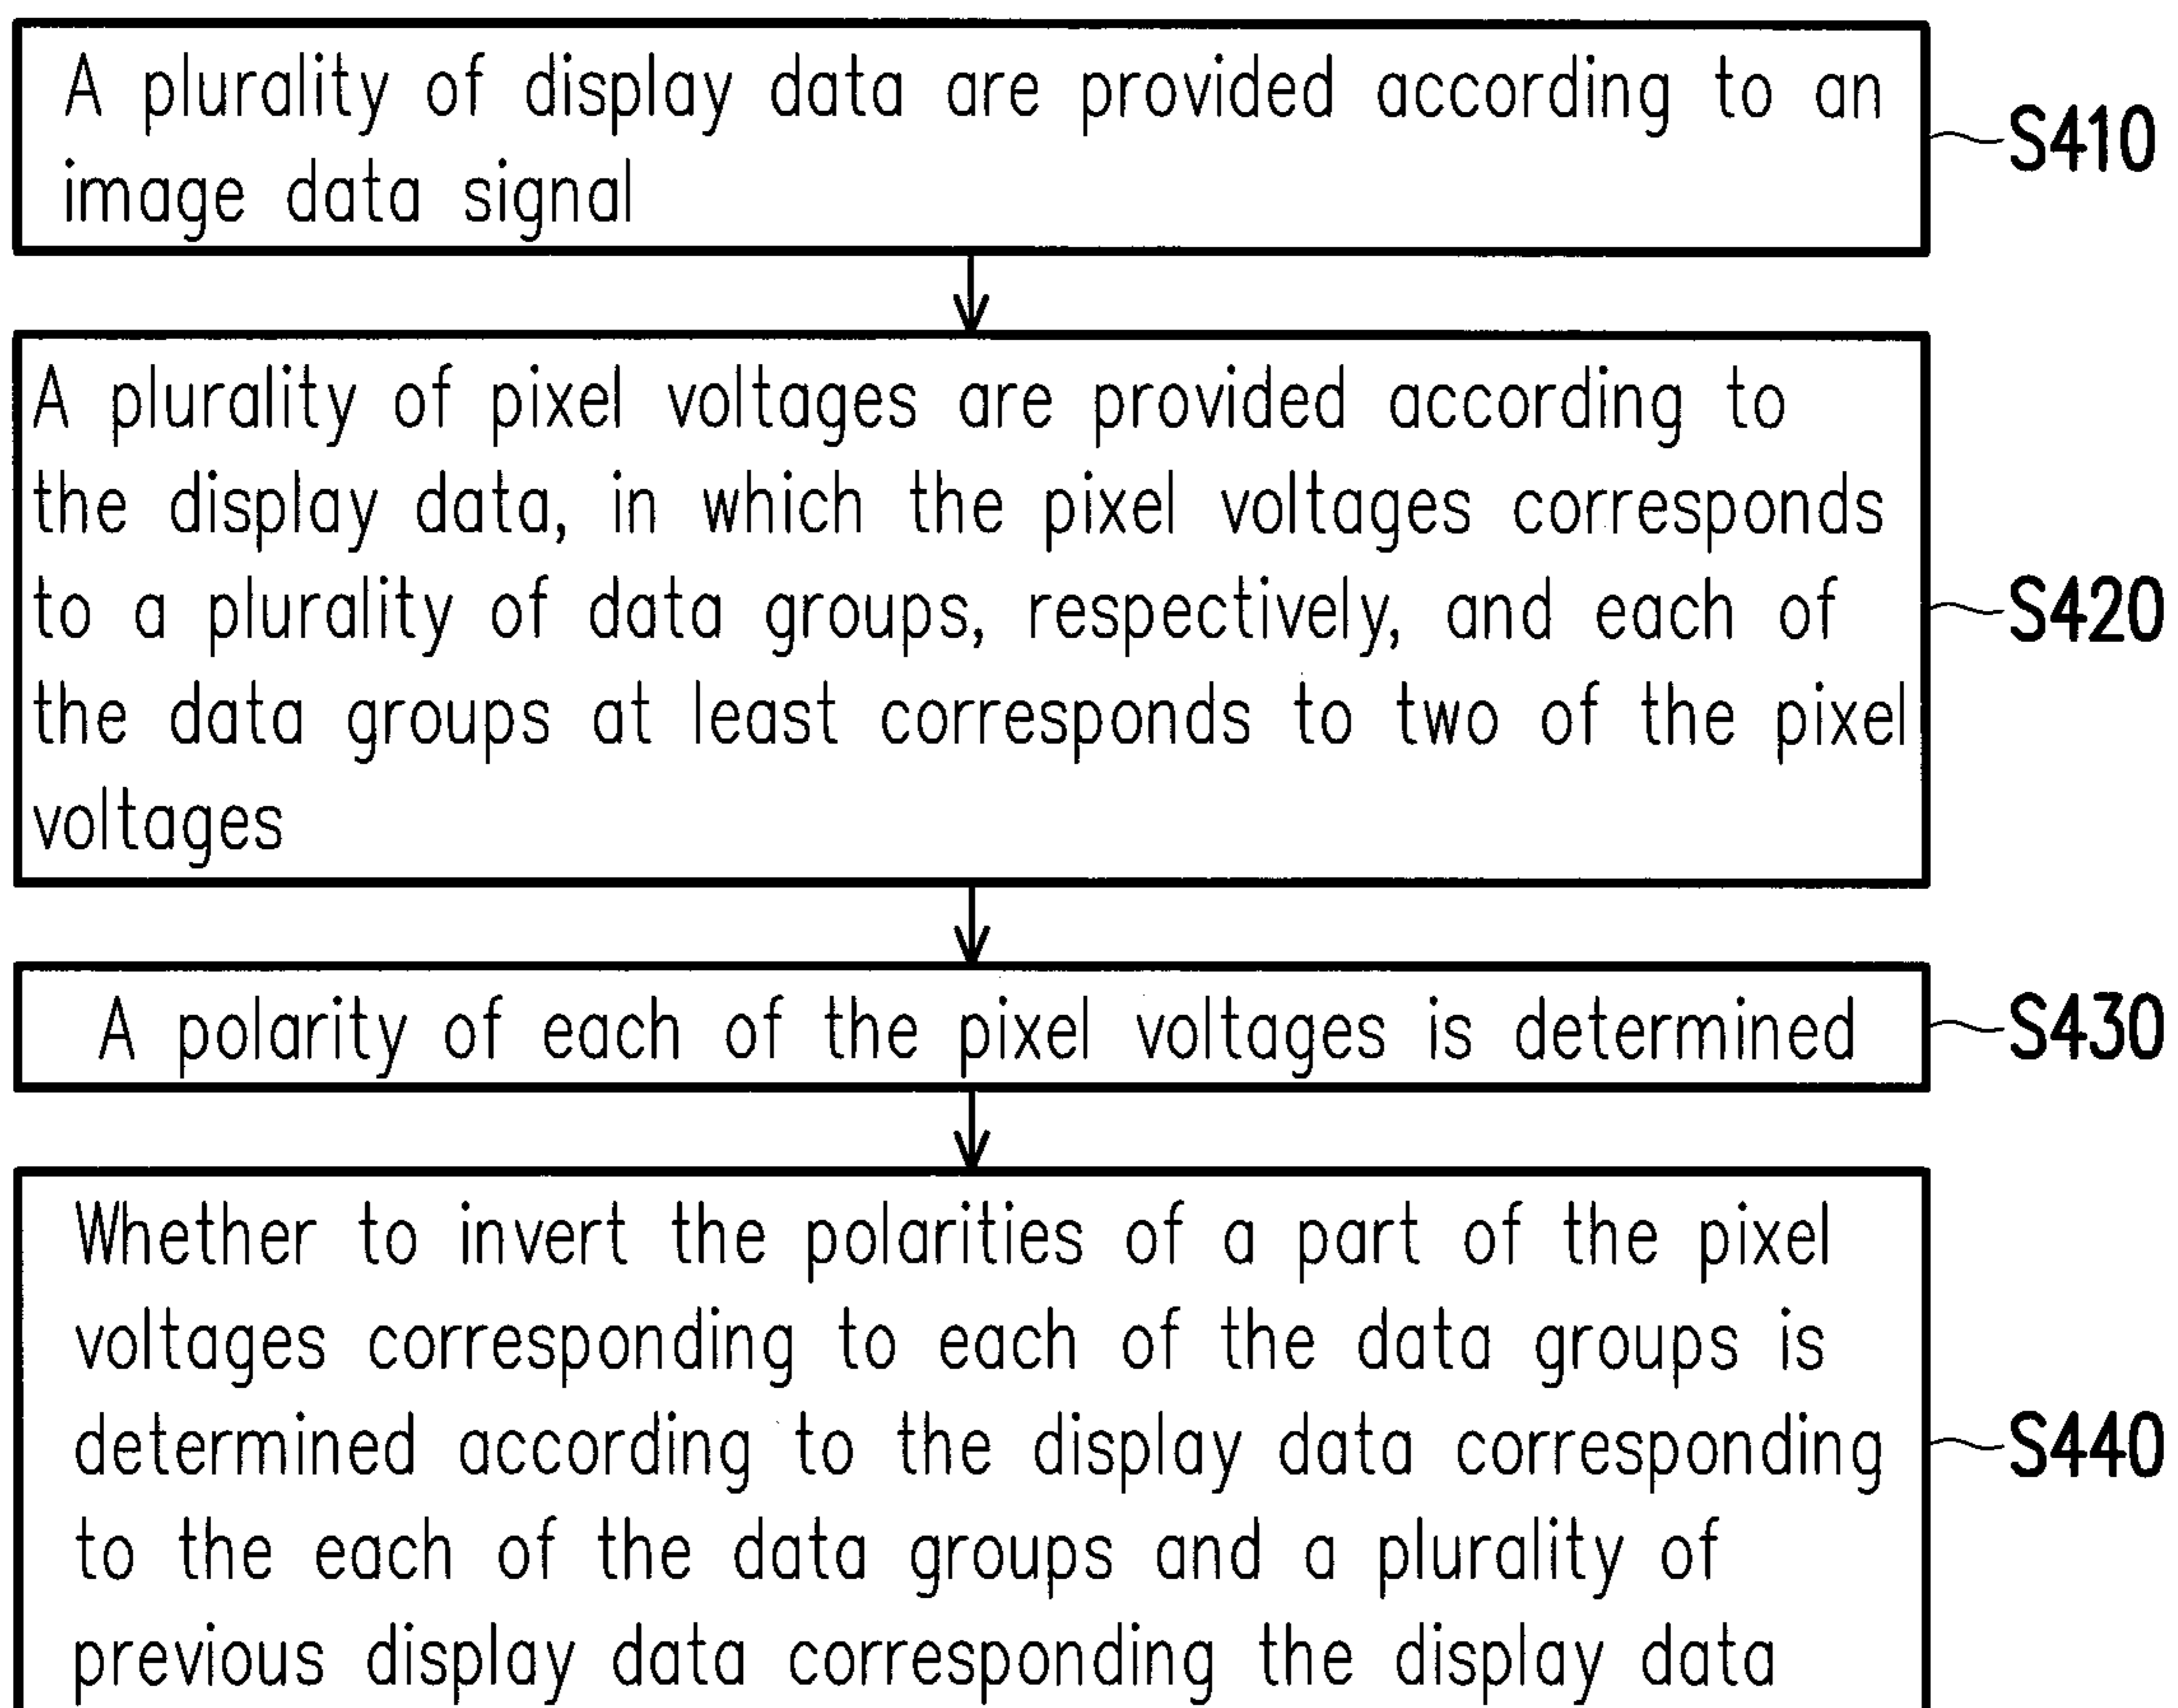 A plurality of display data are provided according to an
image data signal
S410
A plurality of pixel voltages are provided according to
the display data, in which the pixel voltages corresponds
to a plurality of data groups, respectively, and each of
the data groups at least corresponds to two of the pixel
voltages
S420
A polarity of each of the pixel voltages is determined
S430
Whether to invert the polarities of a part of the pixel
voltages corresponding to each of the data groups is
determined according to the display data corresponding
to the each of the data groups and a plurality of
previous display data corresponding the display data
S440